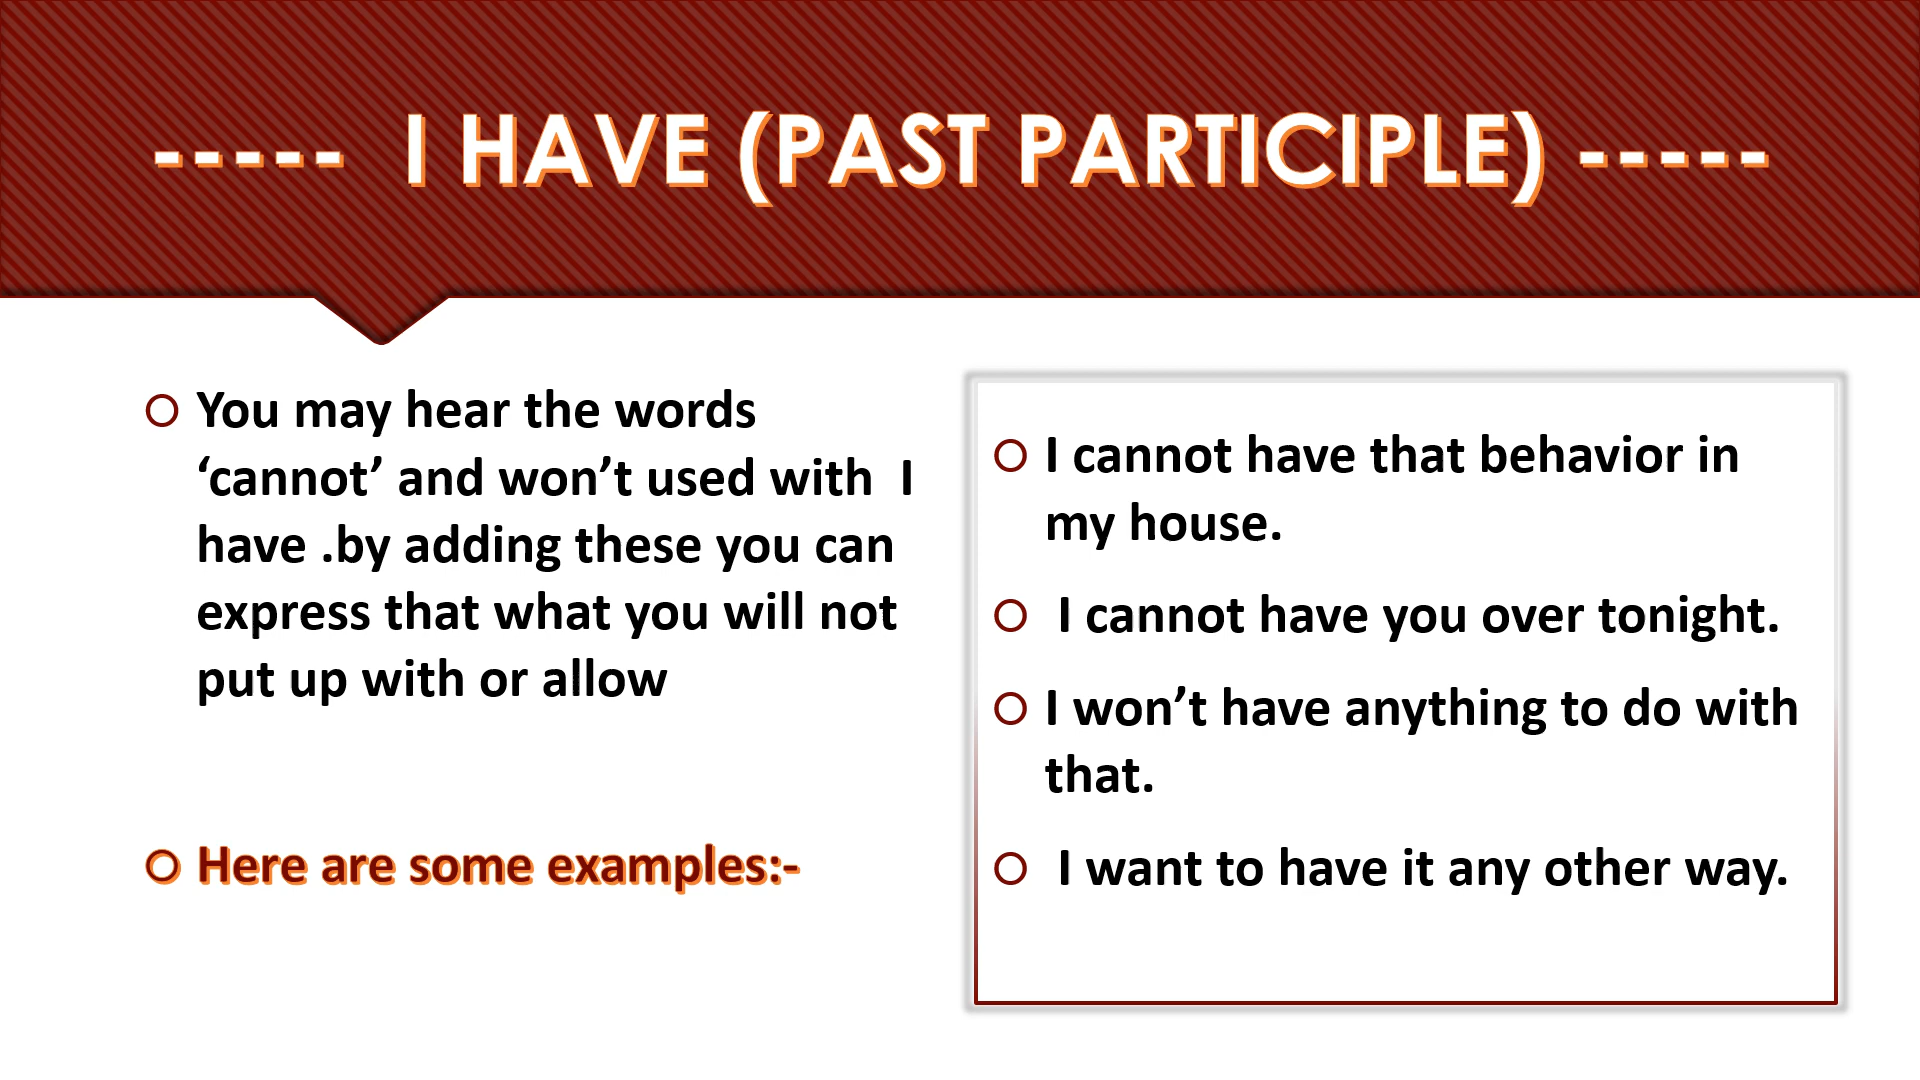 ----- I HAVE (PAST PARTICIPLE) -----
You may hear the words
‘cannot’ and won’t used with I
have .by adding these you can
express that what you will not
put up with or allow
Here are some examples:-
I cannot have that behavior in
my house.
I cannot have you over tonight.
I won’t have anything to do with
that.
I want to have it any other way.